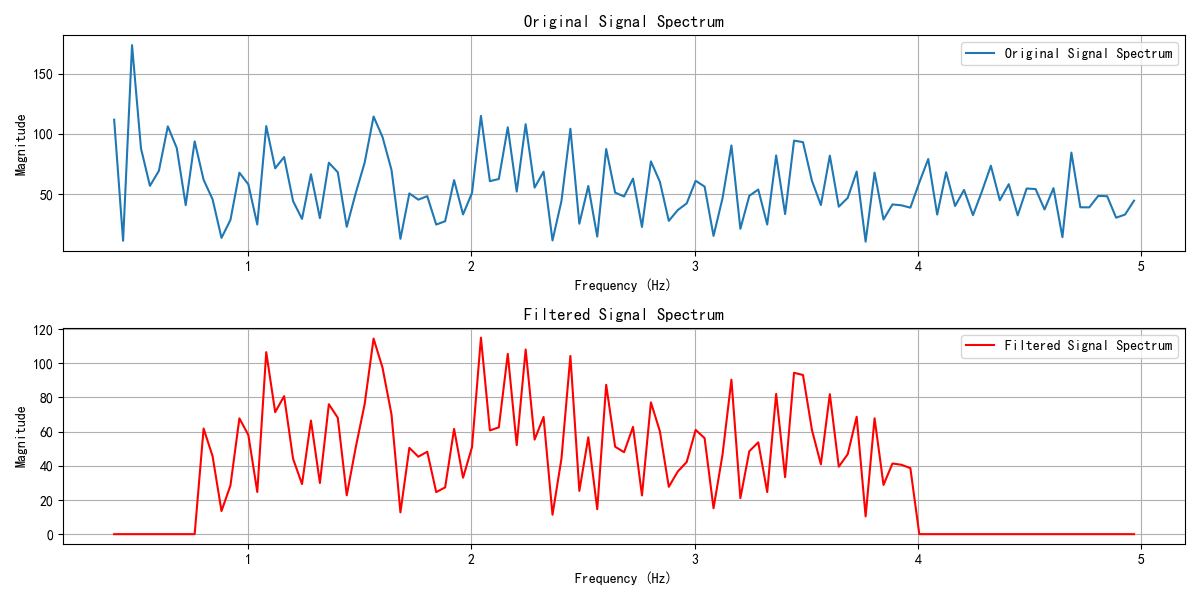 Original Signal Spectrum
Original Signal Spectrum
150
100
50
Magnitude
1 2 3 4 5
Frequency (Hz)
Filtered Signal Spectrum
Filtered Signal Spectrum
120
100
80
60
40
20
0
Magnitude
1 2 3 4 5
Frequency (Hz)